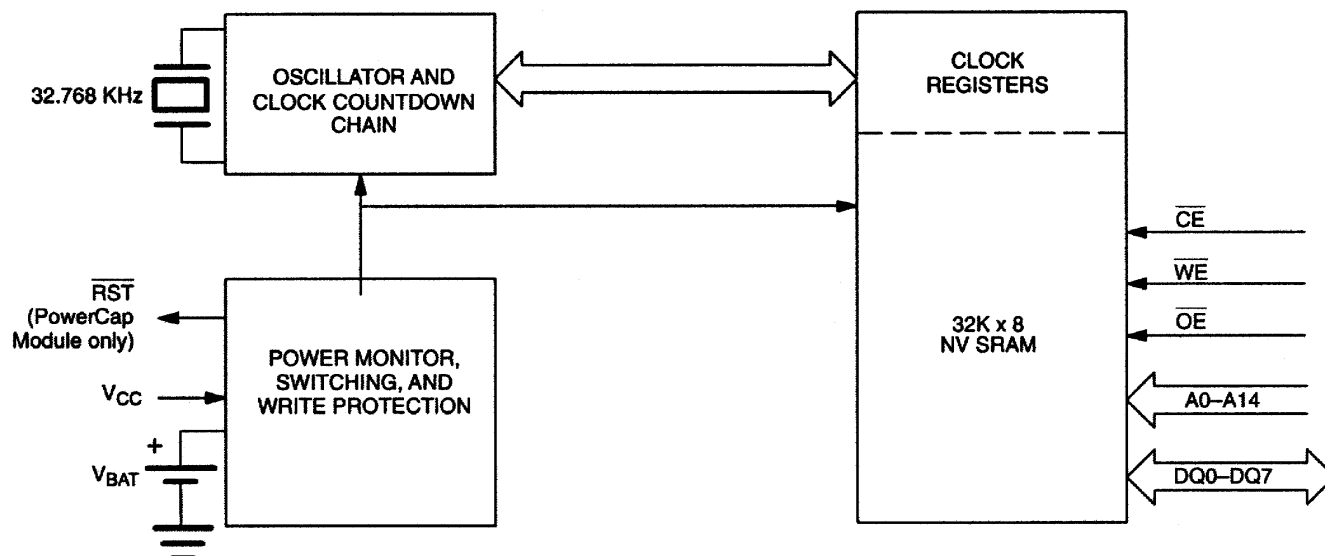 32.768 KHz
OSCILLATOR AND
CLOCK COUNTDOWN
CHAIN
CLOCK
REGISTERS
RST
(PowerCap
Module only)
VCC
+
VBAT
POWER MONITOR,
SWITCHING, AND
WRITE PROTECTION
32K x 8
NV SRAM
CE
WE
OE
A0–A14
DQ0–DQ7